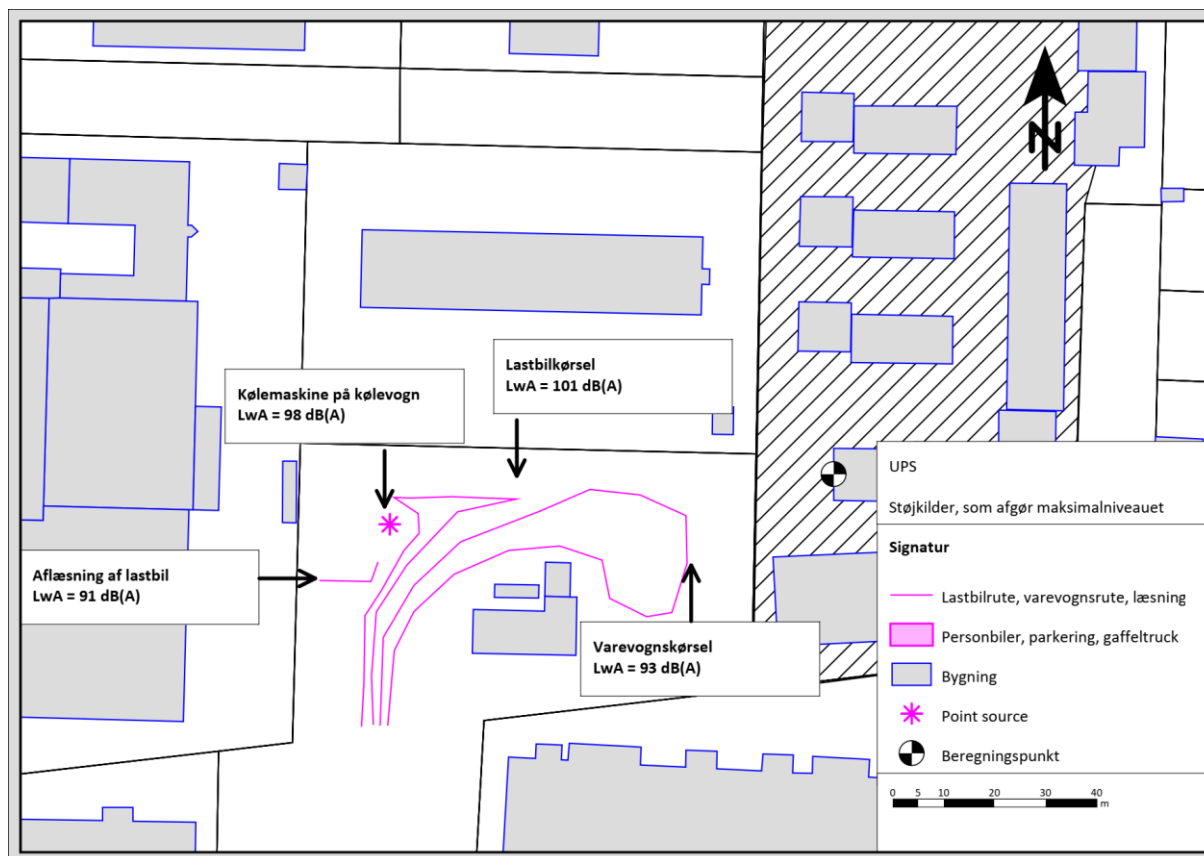 N
Lastbilkørsel
LwA = 101 dB(A)
Kølemaskine på kølevogn
LwA = 98 dB(A)
Aflæsning af lastbil
LwA = 91 dB(A)
Varevognskørsel
LwA = 93 dB(A)
UPS
Støjkilder, som afgør maksimalniveauet
Signatur
Lastbilrute, varevognsrute, læsning
Personbiler, parkering, gaffeltruck
Bygning
Point source
Beregningspunkt
0 5 10 20 30 40
m